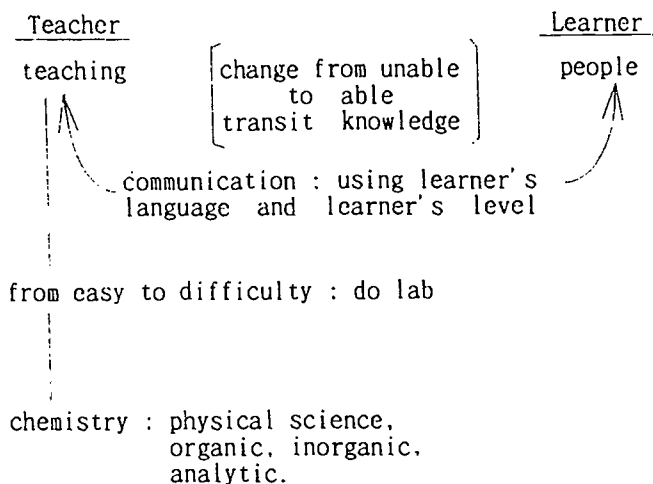 Teacher
Learner
teaching
people
change from unable
to able
transit knowledge
communication : using learner's
language and learner's level
from easy to difficulty : do lab
chemistry : physical science,
organic, inorganic,
analytic.